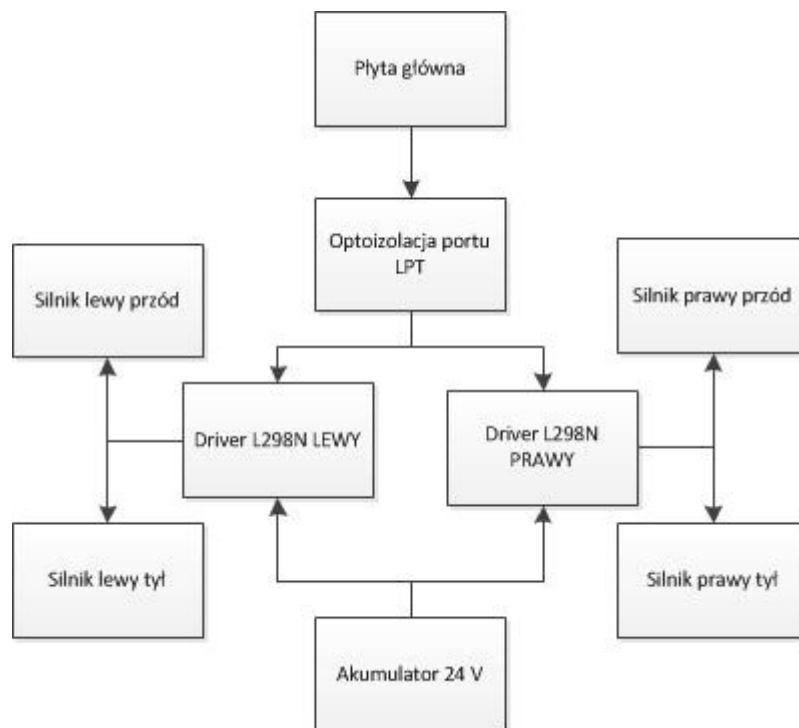 Płyta główna
Optoizolacja portu
LPT
Silnik lewy przód
Silnik prawy przód
Driver L298N LEWY
Driver L298N
PRAWY
Silnik lewy tył
Silnik prawy tył
Akumulator 24 V